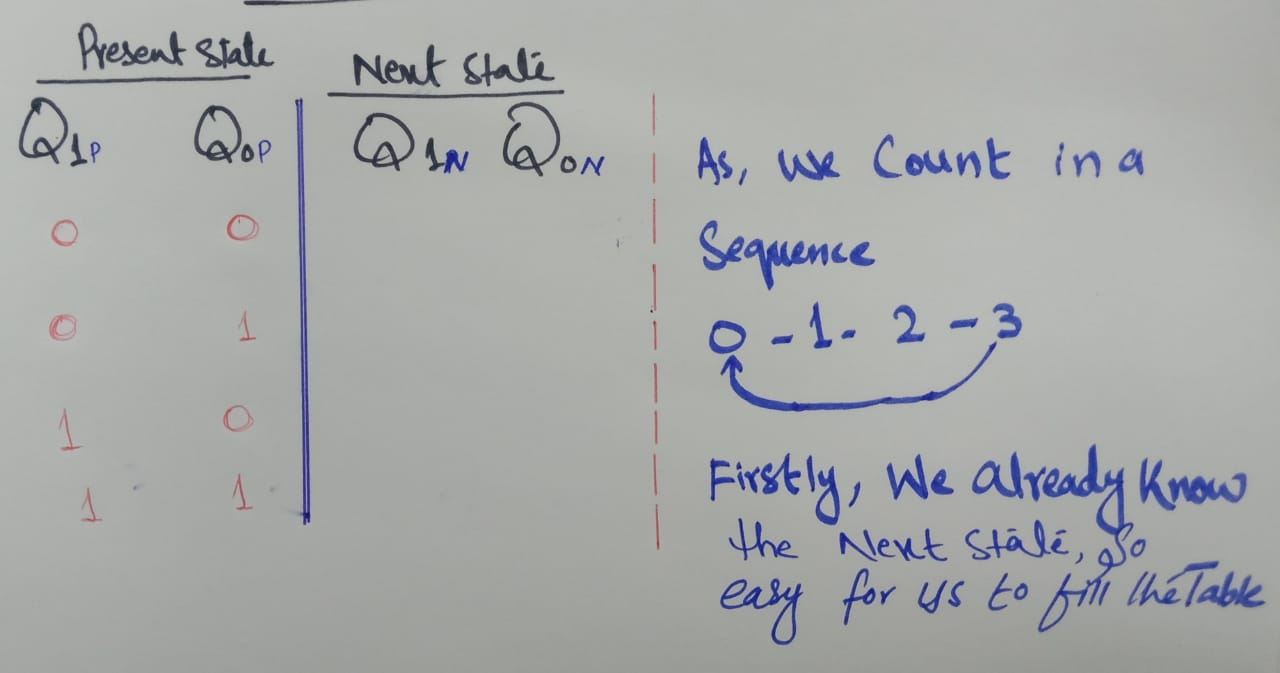 Present State
Next State
Q1P Q0P Q1N Q0N
0 0
0 1
1 0
1 1
As, we Count in a
Sequence
0 - 1 - 2 - 3
Firstly, We already Know
the Next State, So
easy for us to fill the Table